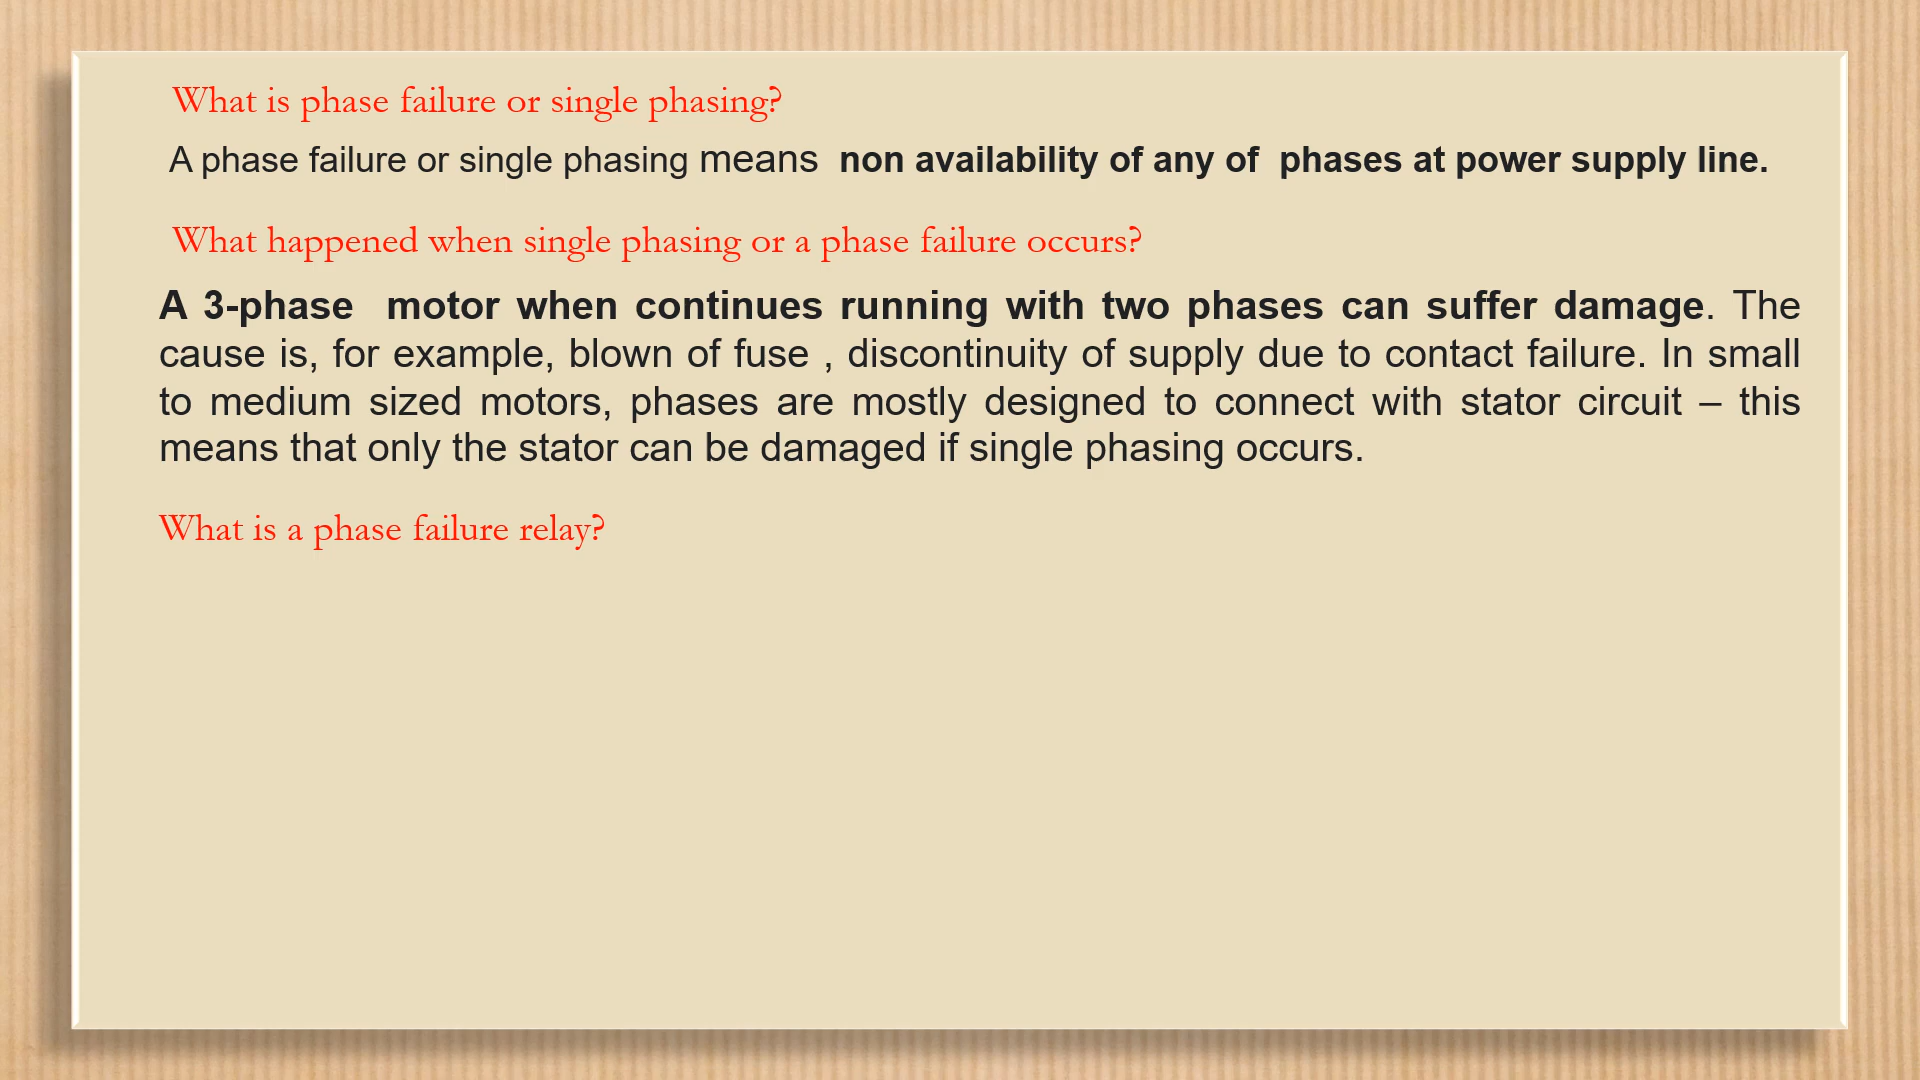 What is phase failure or single phasing?
A phase failure or single phasing means non availability of any of phases at power supply line.
What happened when single phasing or a phase failure occurs?
A 3-phase motor when continues running with two phases can suffer damage. The
cause is, for example, blown of fuse , discontinuity of supply due to contact failure. In small
to medium sized motors, phases are mostly designed to connect with stator circuit – this
means that only the stator can be damaged if single phasing occurs.
What is a phase failure relay?